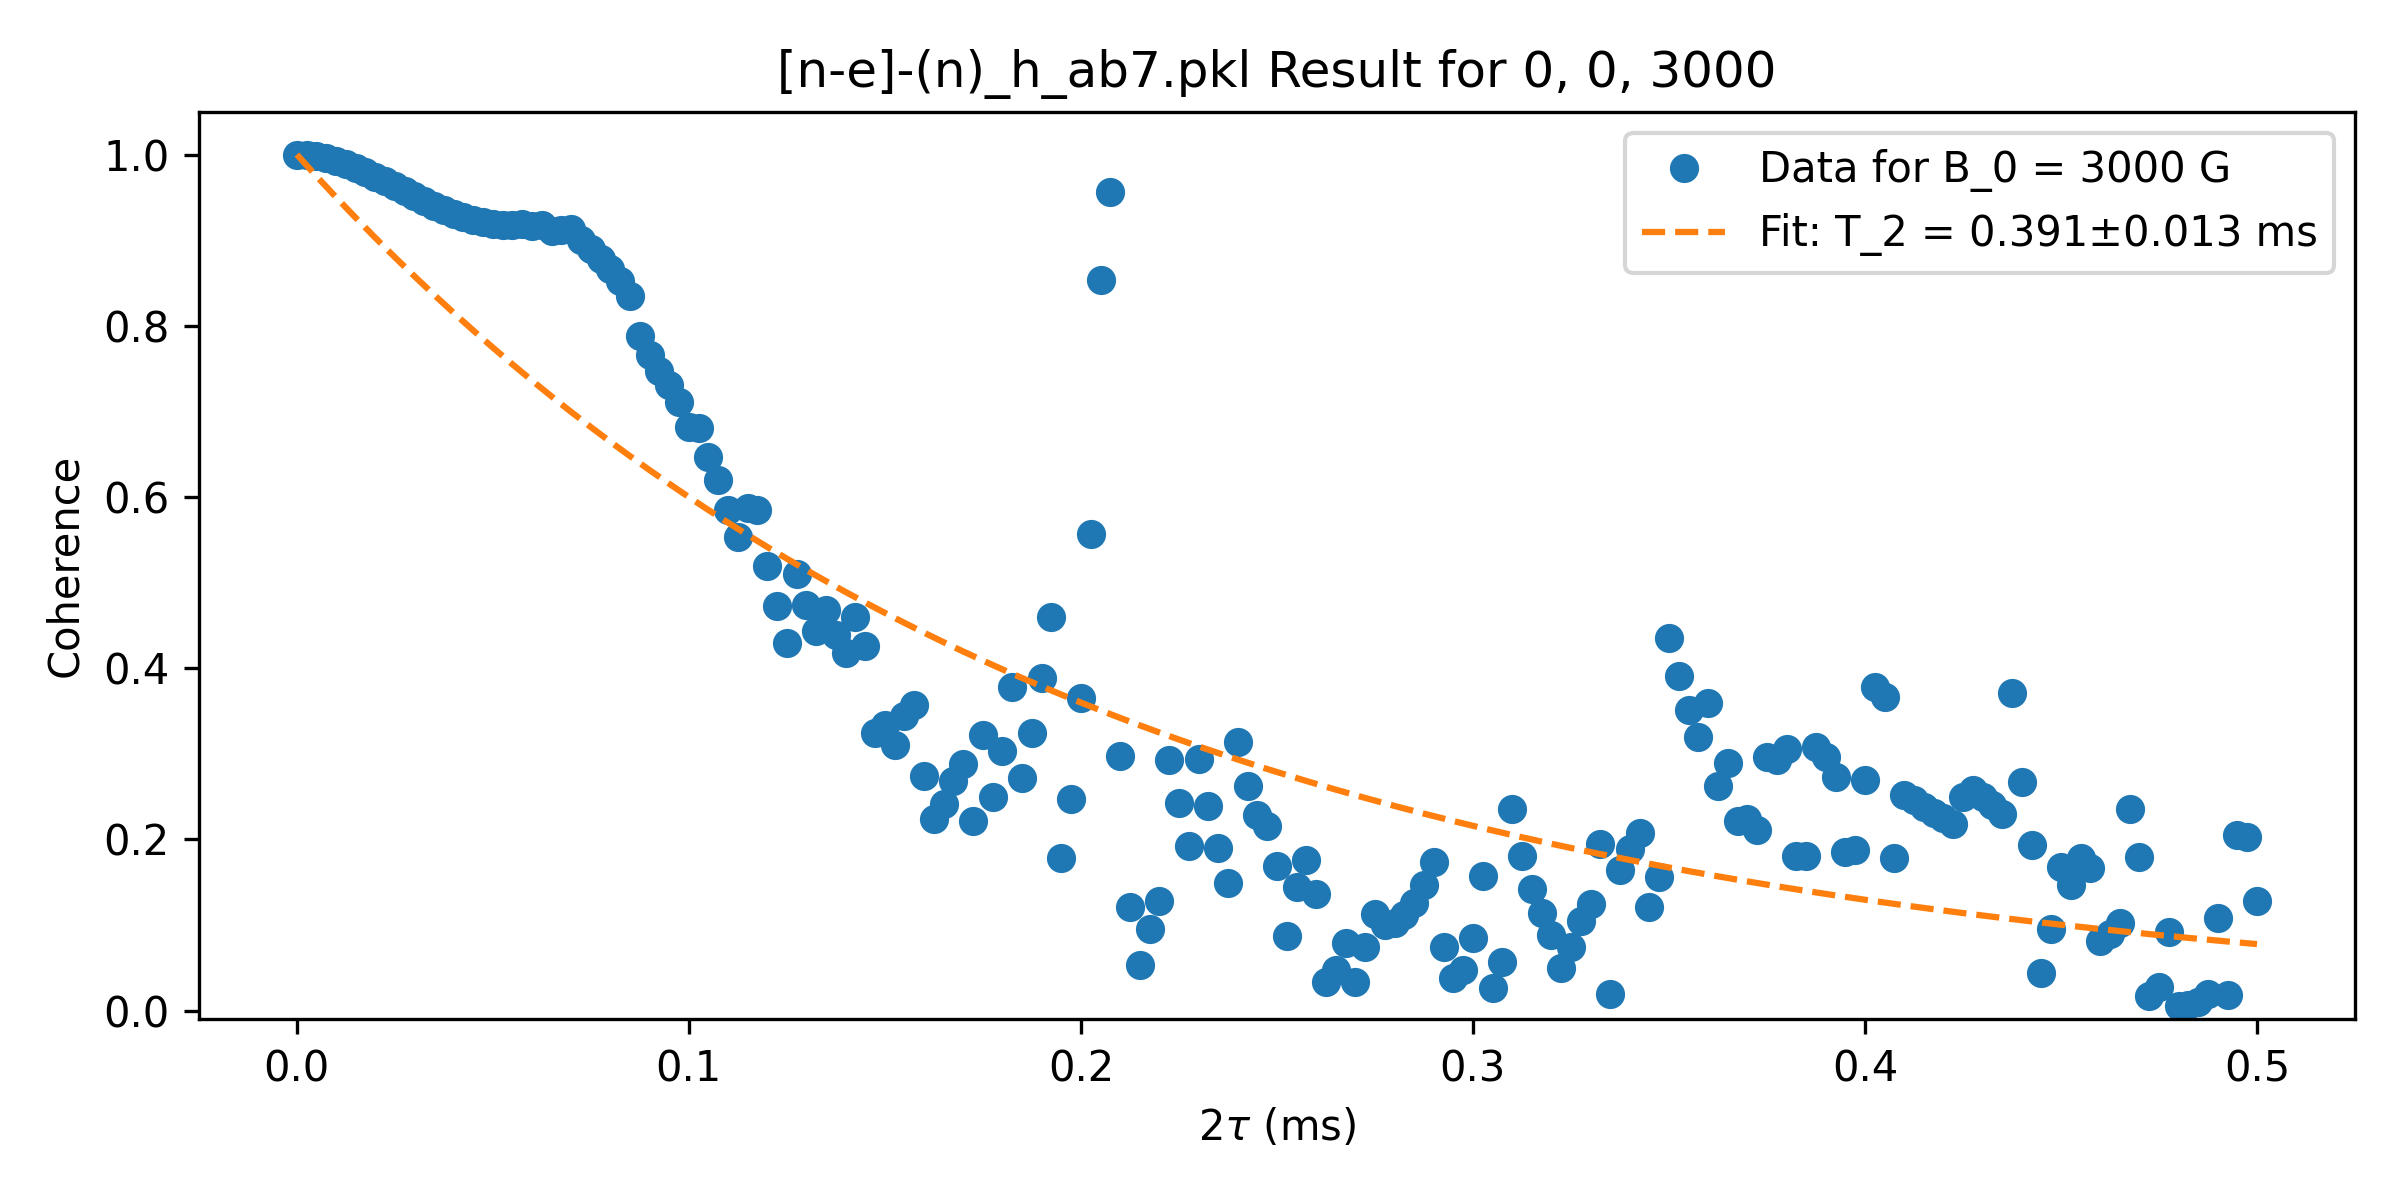 [n-e]-(n)_h_ab7.pkl Result for 0, 0, 3000
Data for B_0 = 3000 G
Fit: T_2 = 0.391±0.013 ms
Coherence
1.0
0.8
0.6
0.4
0.2
0.0
0.0 0.1 0.2 0.3 0.4 0.5
2τ (ms)